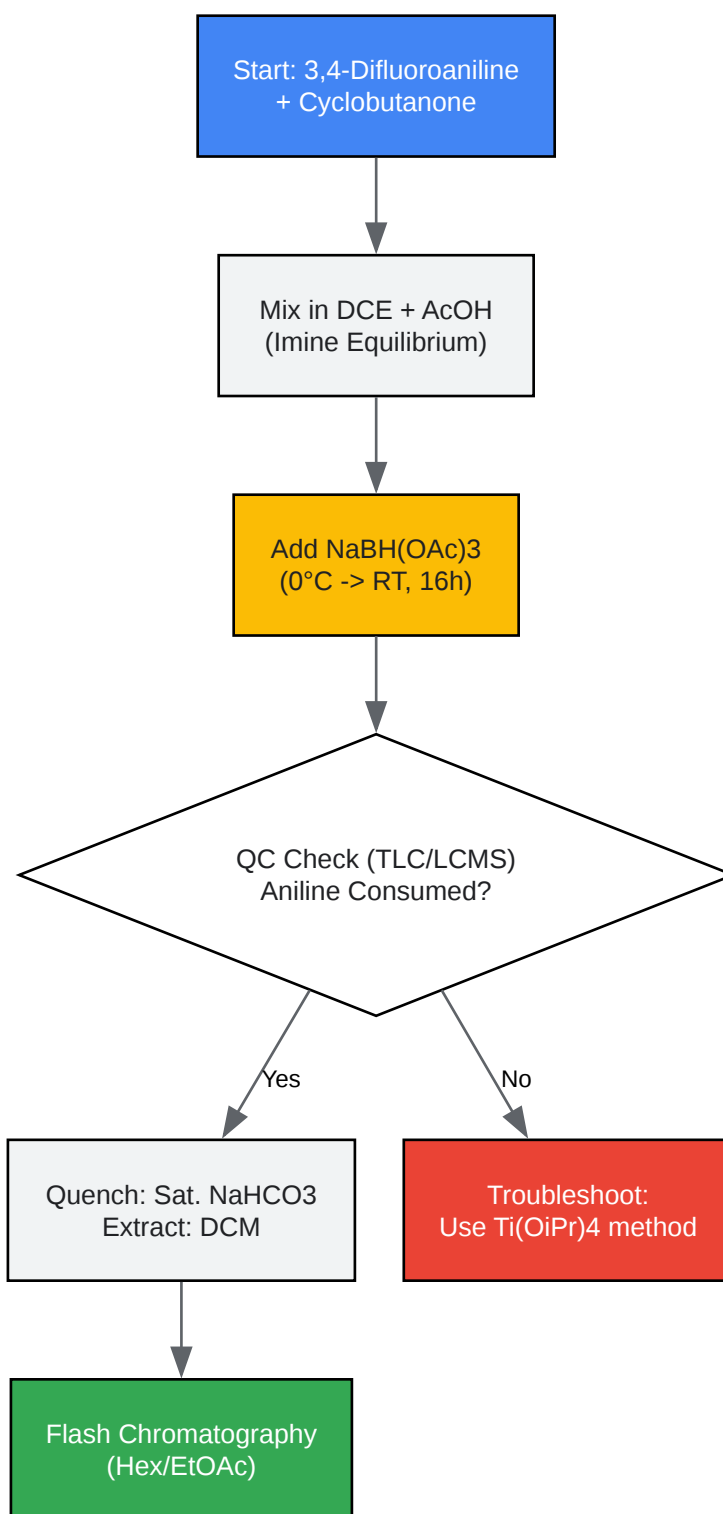 Start: 3,4-Difluoroaniline
+ Cyclobutanone
Mix in DCE + AcOH
(Imine Equilibrium)
Add NaBH(OAc)3
(0°C -> RT, 16h)
QC Check (TLC/LCMS)
Aniline Consumed?
Yes
No
Quench: Sat. NaHCO3
Extract: DCM
Troubleshoot:
Use Ti(OiPr)4 method
Flash Chromatography
(Hex/EtOAc)